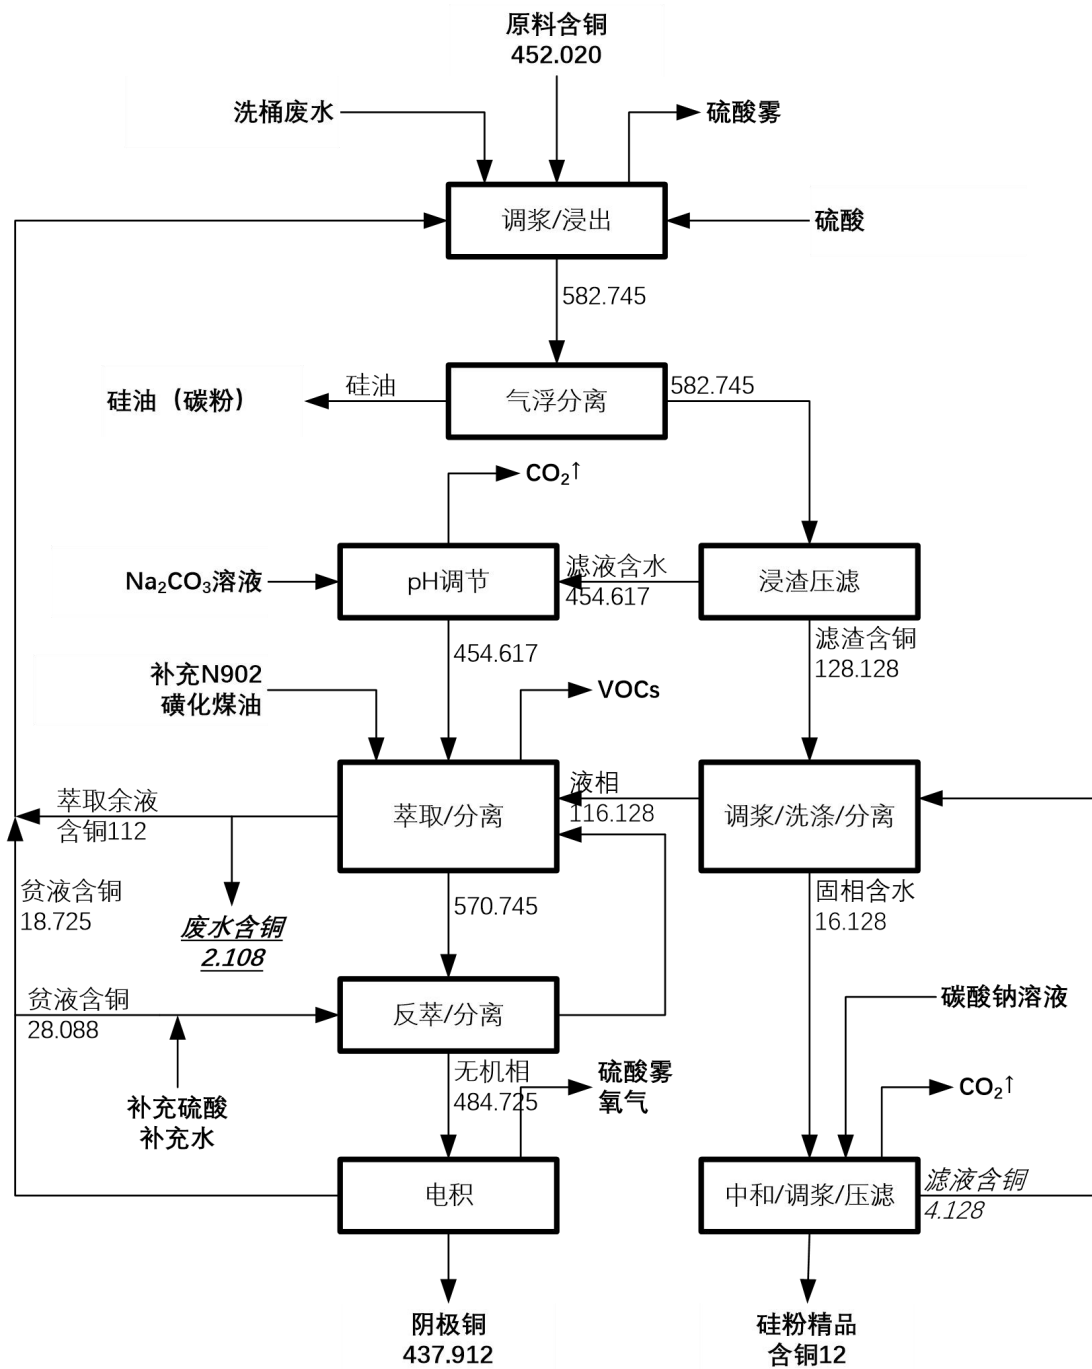 原料含铜
452.020
洗桶废水
硫酸雾
调浆/浸出
硫酸
582.745
硅油（碳粉）
硅油
气浮分离
582.745
CO₂↑
Na₂CO₃溶液
pH调节
滤液含水
454.617
浸渣压滤
454.617
滤渣含铜
128.128
补充N902
磺化煤油
VOCs
萃取余液
含铜112
萃取/分离
液相
116.128
调浆/洗涤/分离
贫液含铜
18.725
废水含铜
2.108
570.745
固相含水
16.128
贫液含铜
28.088
反萃/分离
碳酸钠溶液
补充硫酸
补充水
无机相
484.725
硫酸雾
氧气
CO₂↑
电积
中和/调浆/压滤
滤液含铜
4.128
阴极铜
437.912
硅粉精品
含铜12